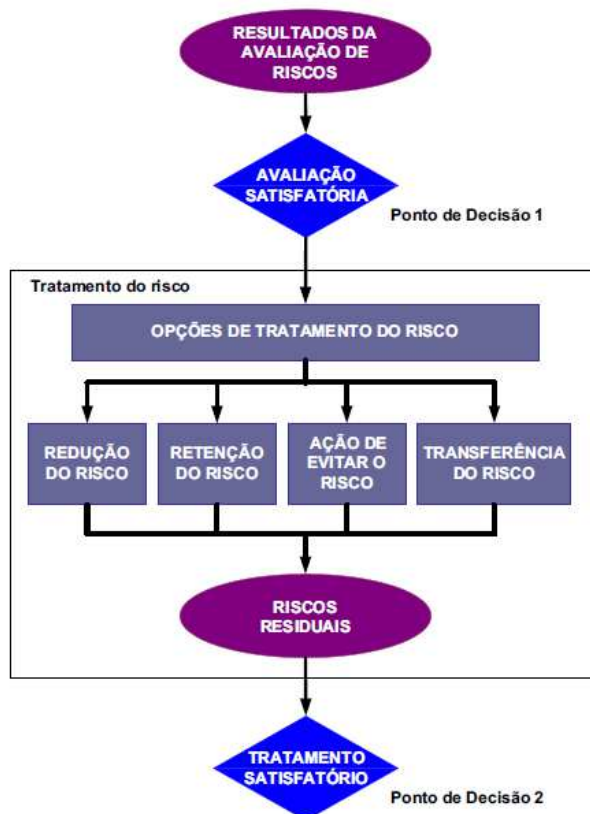 RESULTADOS DA
AVALIAÇÃO DE
RISCOS
AVALIAÇÃO
SATISFATÓRIA
Ponto de Decisão 1
Tratamento do risco
OPÇÕES DE TRATAMENTO DO RISCO
REDUÇÃO
DO RISCO
RETENÇÃO
DO RISCO
AÇÃO DE
EVITAR O
RISCO
TRANSFERÊNCIA
DO RISCO
RISCOS
RESIDUAIS
TRATAMENTO
SATISFATÓRIO
Ponto de Decisão 2